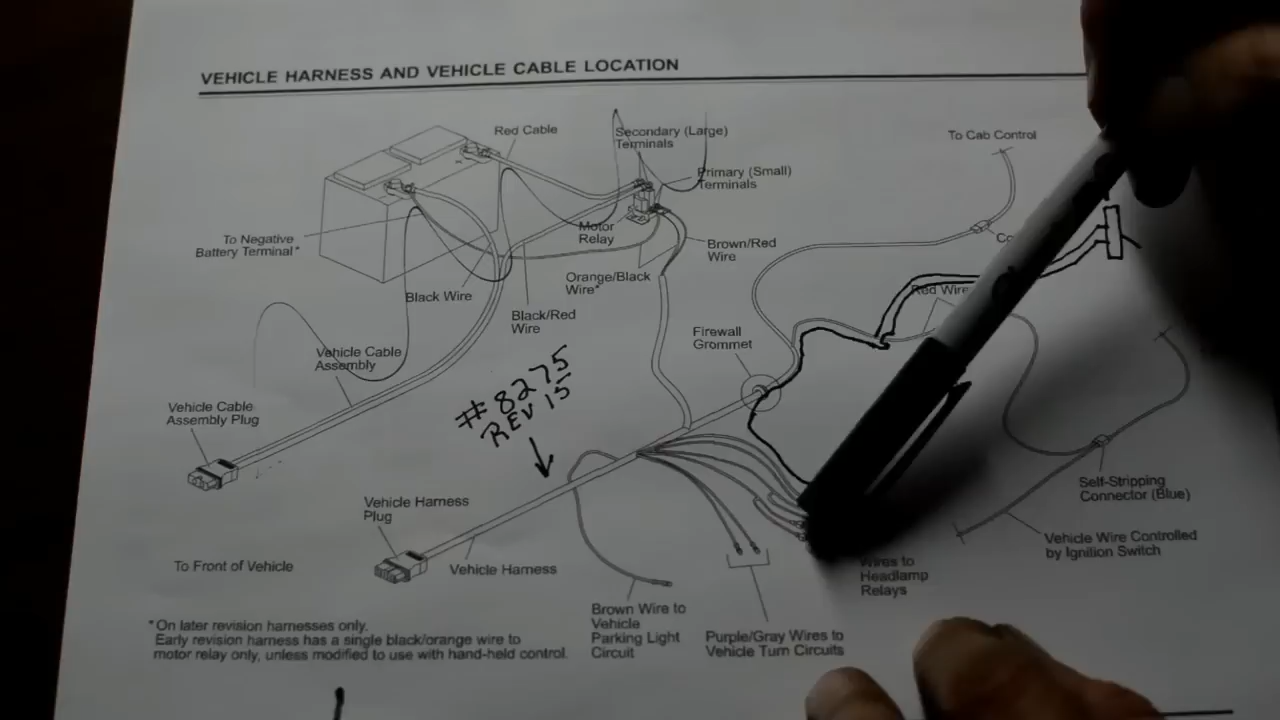 VEHICLE HARNESS AND VEHICLE CABLE LOCATION
Red Cable
Secondary (Large)
Terminals
To Cab Control
Primary (Small)
Terminals
To Negative
Battery Terminal*
Motor
Relay
Brown/Red
Wire
Orange/Black
Wire*
Black Wire
Red Wire
Black/Red
Wire
Firewall
Grommet
Vehicle Cable
Assembly
#8275
REV 15
Vehicle Cable
Assembly Plug
Self-Stripping
Connector (Blue)
Vehicle Harness
Plug
Vehicle Wire Controlled
by Ignition Switch
To Front of Vehicle
Vehicle Harness
Wires to
Headlamp
Relays
Brown Wire to
Vehicle
Parking Light
Circuit
Purple/Gray Wires to
Vehicle Turn Circuits
*On later revision harnesses only.
Early revision harness has a single black/orange wire to
motor relay only, unless modified to use with hand-held control.